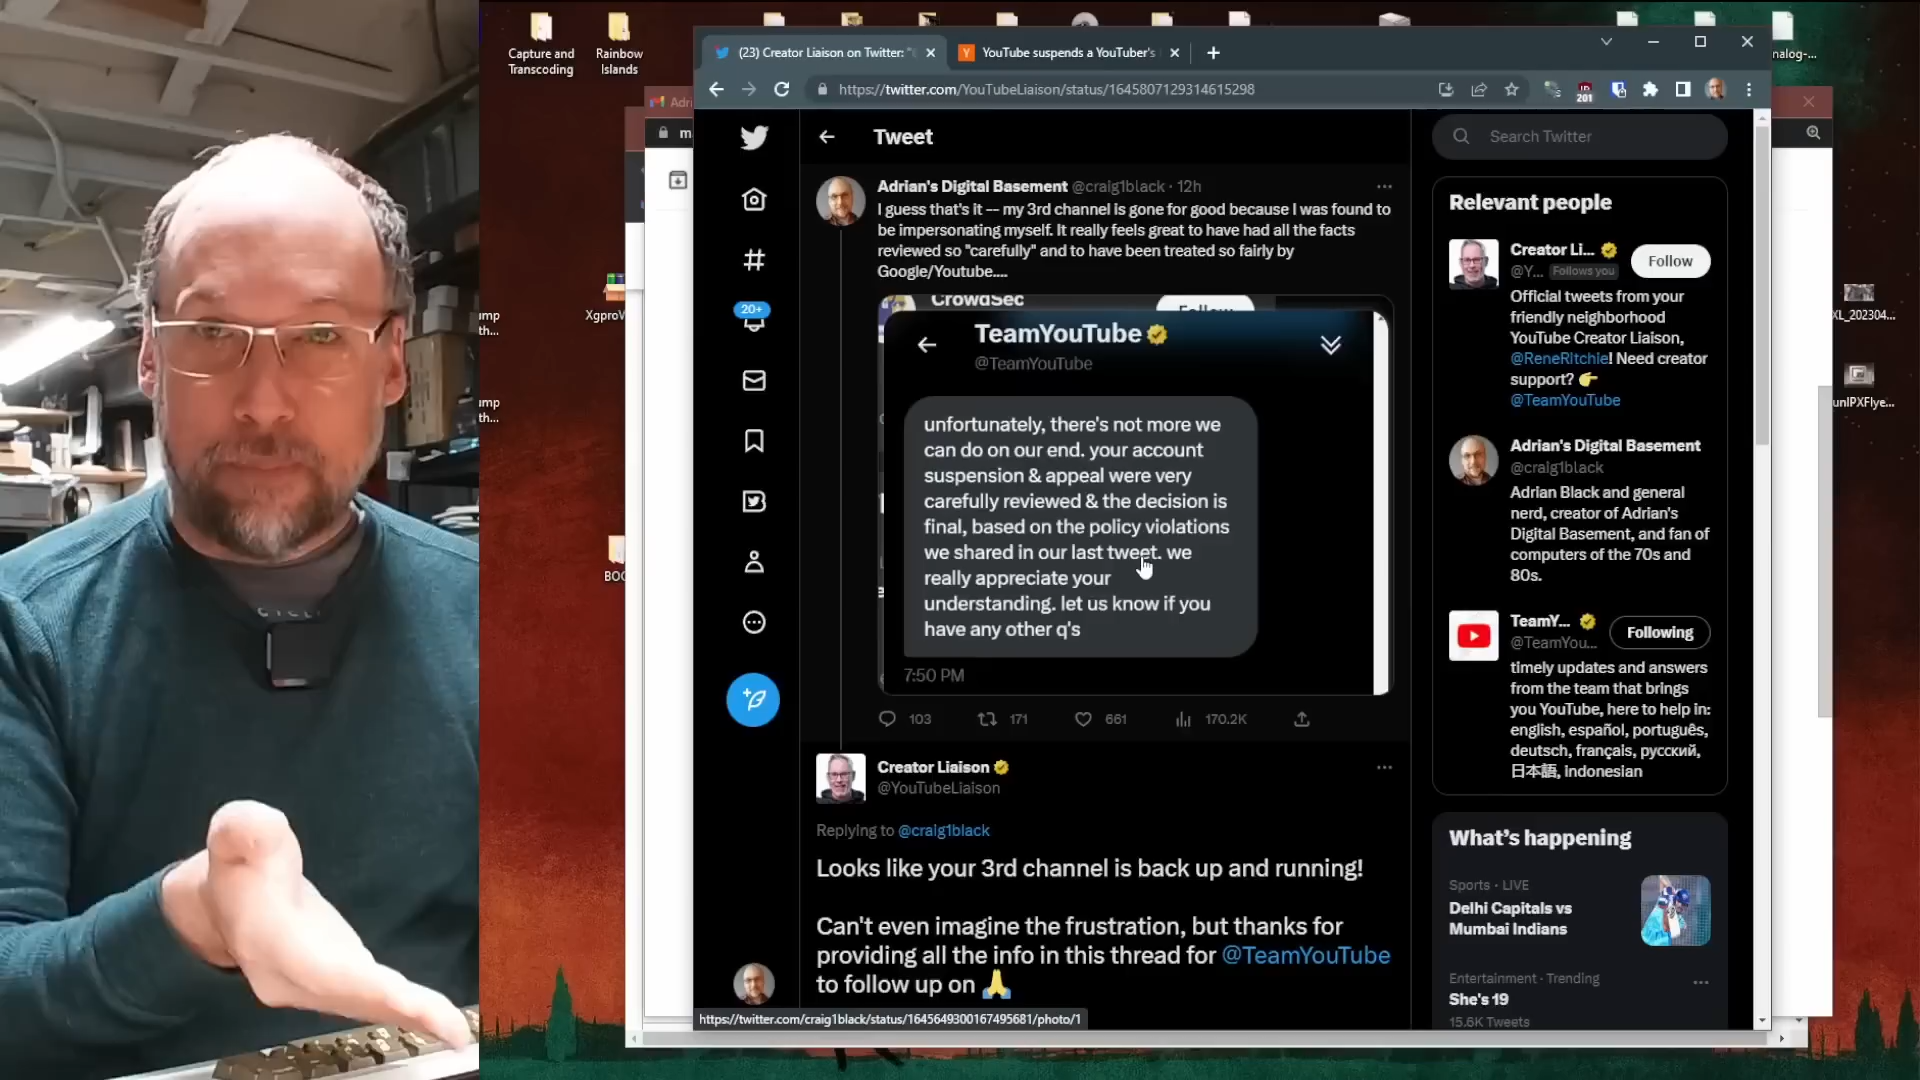 Capture and
Transcoding
Rainbow
Islands
nalog-...
(23) Creator Liaison on Twitter: "
YouTube suspends a YouTuber's
Adri
https://twitter.com/YouTubeLiaison/status/1645807129314615298
201
m
Tweet
Search Twitter
Adrian's Digital Basement @craig1black · 12h
I guess that's it -- my 3rd channel is gone for good because I was found to
be impersonating myself. It really feels great to have had all the facts
reviewed so "carefully" and to have been treated so fairly by
Google/Youtube....
CrowdSec
Follow
TeamYouTube
@TeamYouTube
unfortunately, there's not more we
can do on our end. your account
suspension & appeal were very
carefully reviewed & the decision is
final, based on the policy violations
we shared in our last tweet. we
really appreciate your
understanding. let us know if you
have any other q's
7:50 PM
103
171
661
170.2K
Creator Liaison
@YouTubeLiaison
Replying to @craig1black
Looks like your 3rd channel is back up and running!
Can't even imagine the frustration, but thanks for
providing all the info in this thread for @TeamYouTube
to follow up on 🙏
https://twitter.com/craig1black/status/1645649300167495681/photo/1
20+
Relevant people
Creator Li...
@Y... Follows you
Follow
Official tweets from your
friendly neighborhood
YouTube Creator Liaison,
@ReneRItchie! Need creator
support? 👉
@TeamYouTube
Adrian's Digital Basement
@craig1black
Adrian Black and general
nerd, creator of Adrian's
Digital Basement, and fan of
computers of the 70s and
80s.
TeamY...
@TeamYou...
Following
timely updates and answers
from the team that brings
you YouTube, here to help in:
english, español, português,
deutsch, français, русский,
日本語, indonesian
What's happening
Sports · LIVE
Delhi Capitals vs
Mumbai Indians
Entertainment · Trending
She's 19
15.6K Tweets
ump
th...
XgproV
ump
th...
BOO
XL_202304...
unIPXFlye...